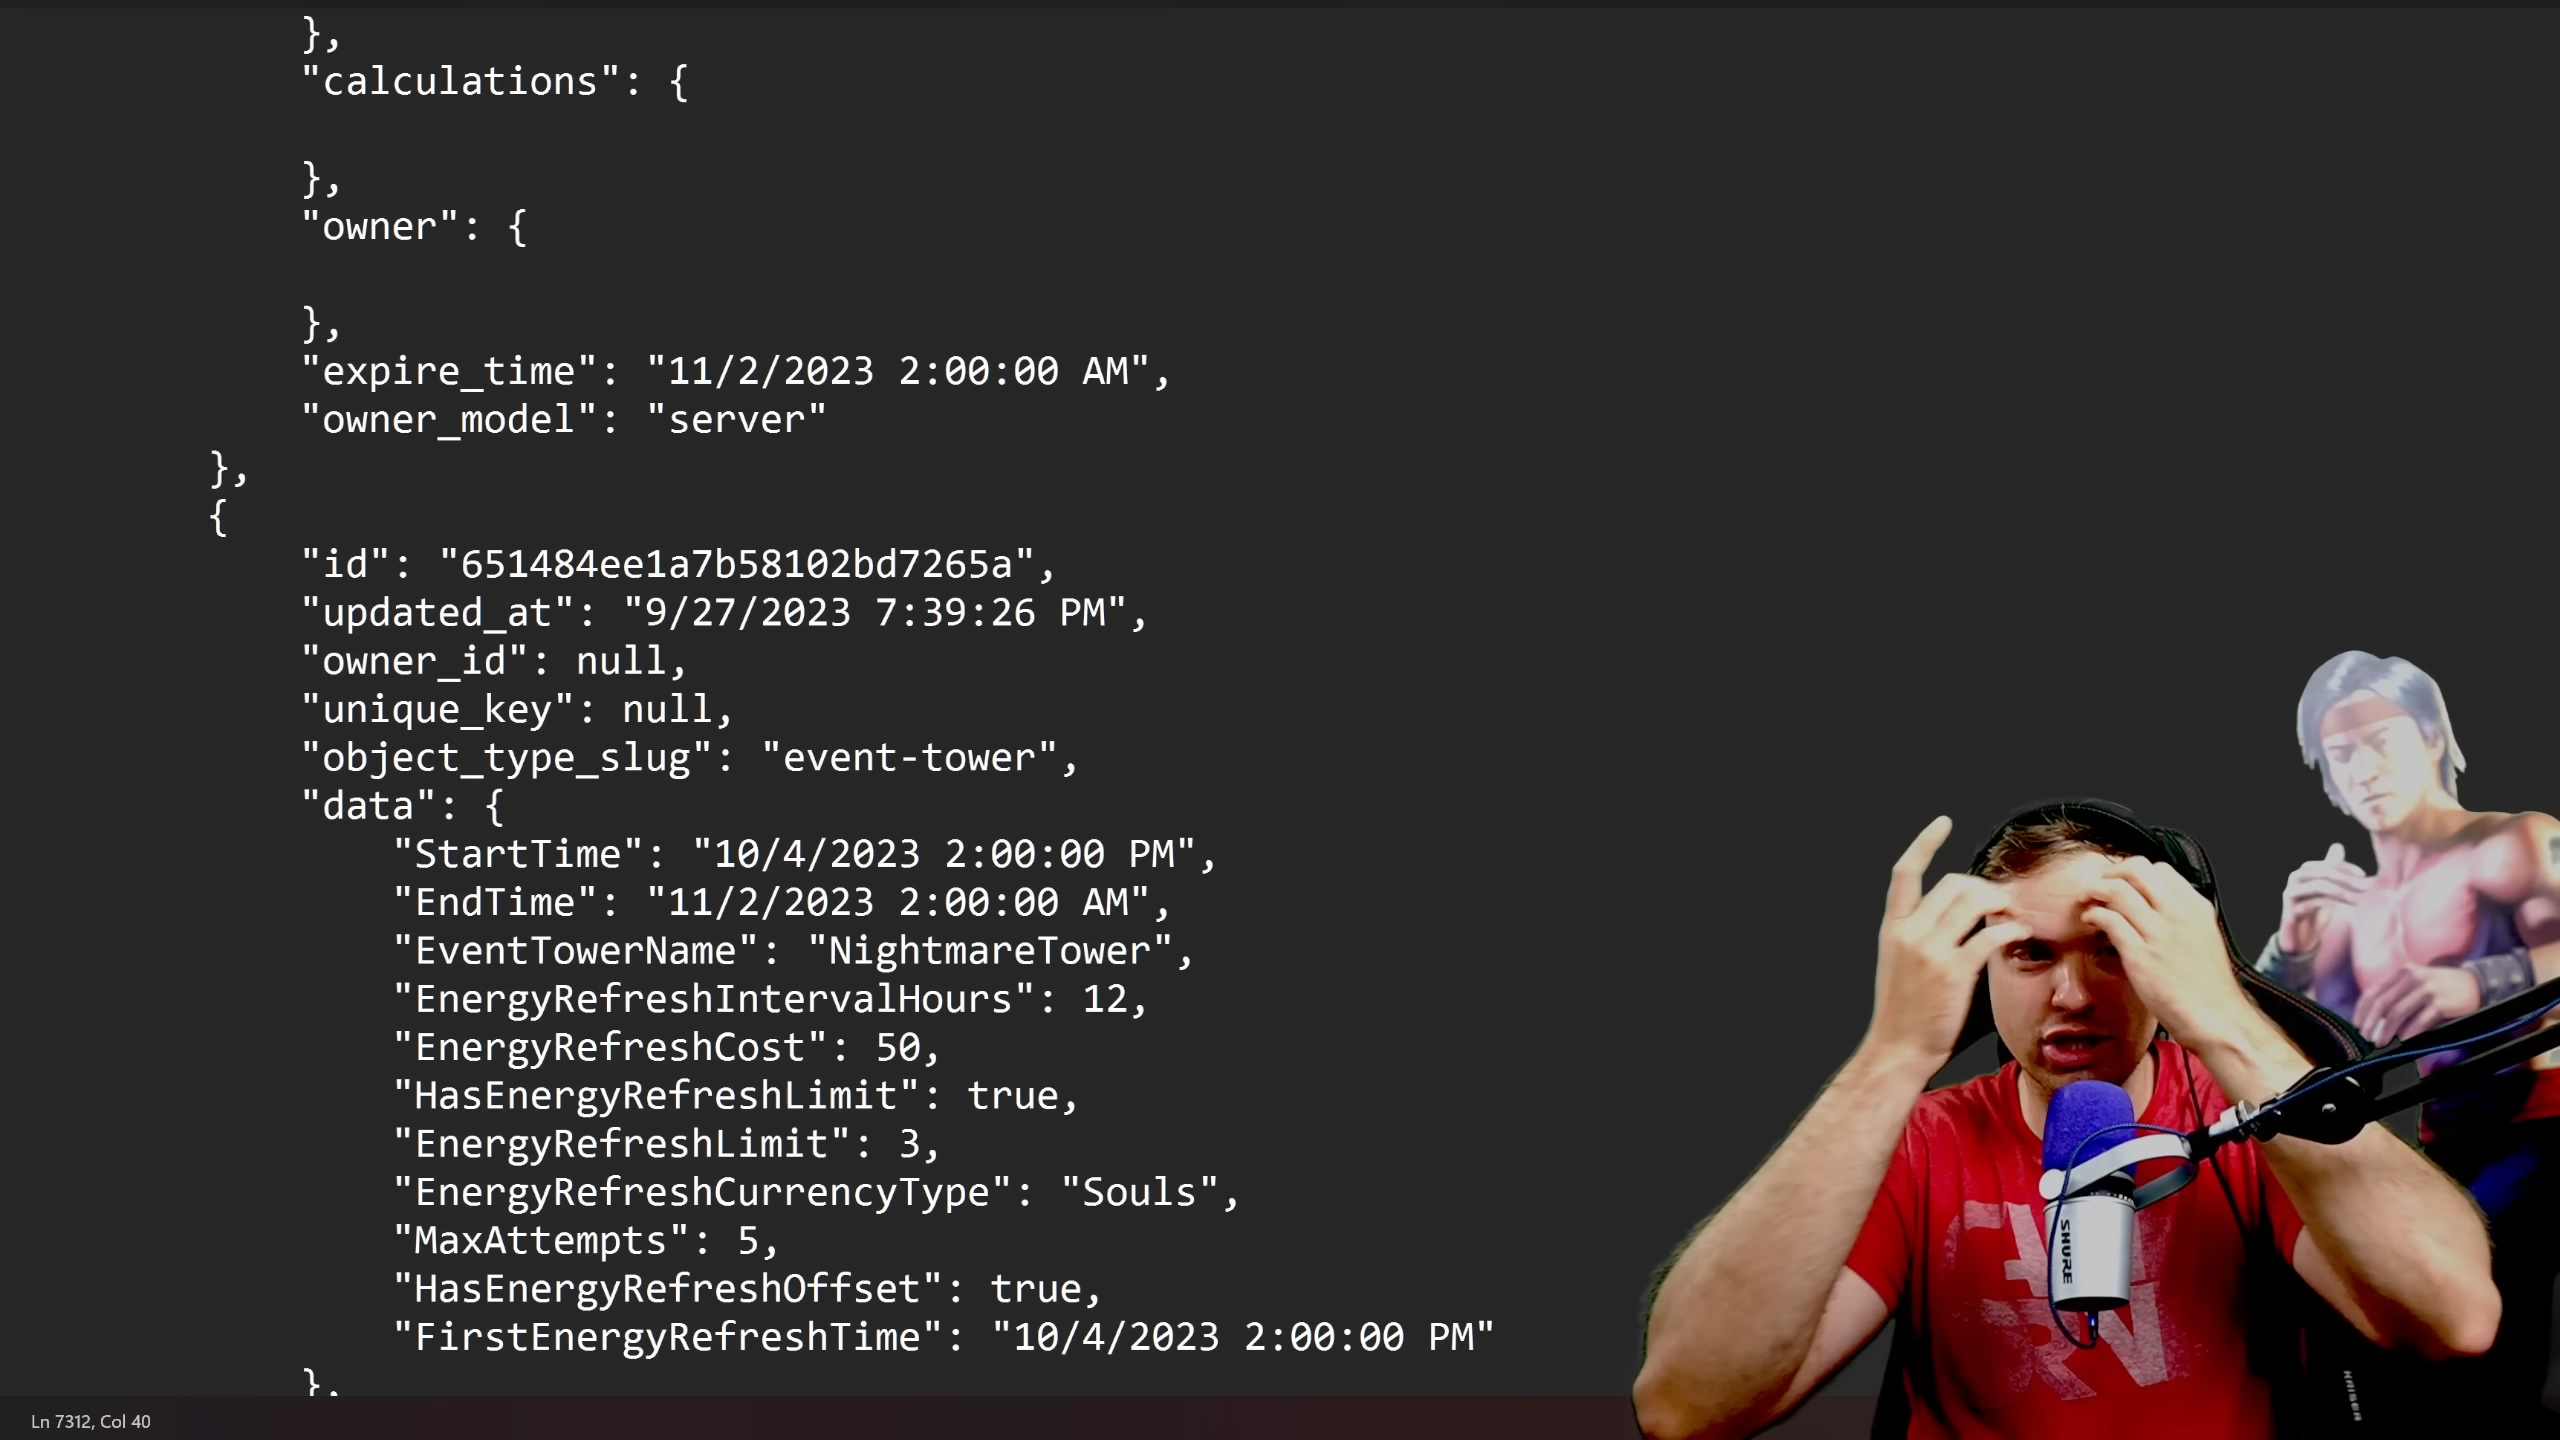 },
"calculations": {
},
"owner": {
},
"expire_time": "11/2/2023 2:00:00 AM",
"owner_model": "server"
},
{
"id": "651484ee1a7b58102bd7265a",
"updated_at": "9/27/2023 7:39:26 PM",
"owner_id": null,
"unique_key": null,
"object_type_slug": "event-tower",
"data": {
"StartTime": "10/4/2023 2:00:00 PM",
"EndTime": "11/2/2023 2:00:00 AM",
"EventTowerName": "NightmareTower",
"EnergyRefreshIntervalHours": 12,
"EnergyRefreshCost": 50,
"HasEnergyRefreshLimit": true,
"EnergyRefreshLimit": 3,
"EnergyRefreshCurrencyType": "Souls",
"MaxAttempts": 5,
"HasEnergyRefreshOffset": true,
"FirstEnergyRefreshTime": "10/4/2023 2:00:00 PM"
},
Ln 7312, Col 40
SHURE